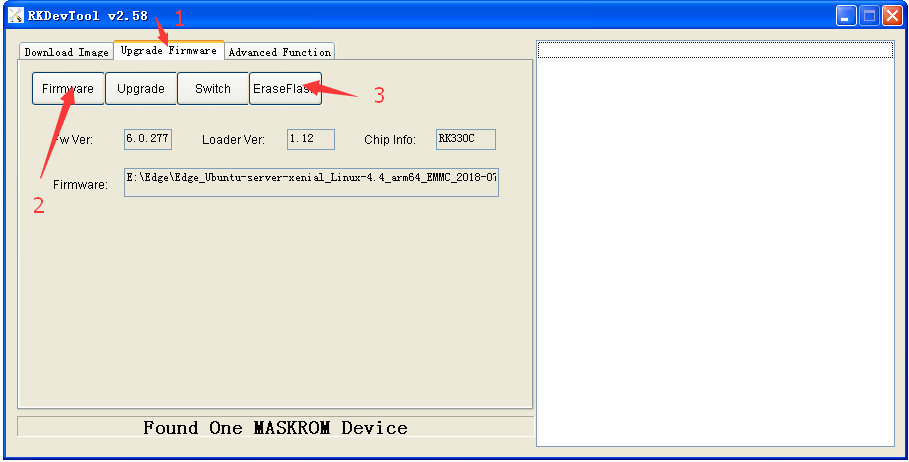 RKDevTool v2.58
1
Download Image Upgrade Firmware Advanced Function
Firmware Upgrade Switch EraseFlas
3
Fw Ver: 6.0.277 Loader Ver: 1.12 Chip Info: RK330C
Firmware: E:\Edge\Edge_Ubuntu-server-xenial_Linux-4.4_arm64_EMMC_2018-07
2
Found One MASKROM Device